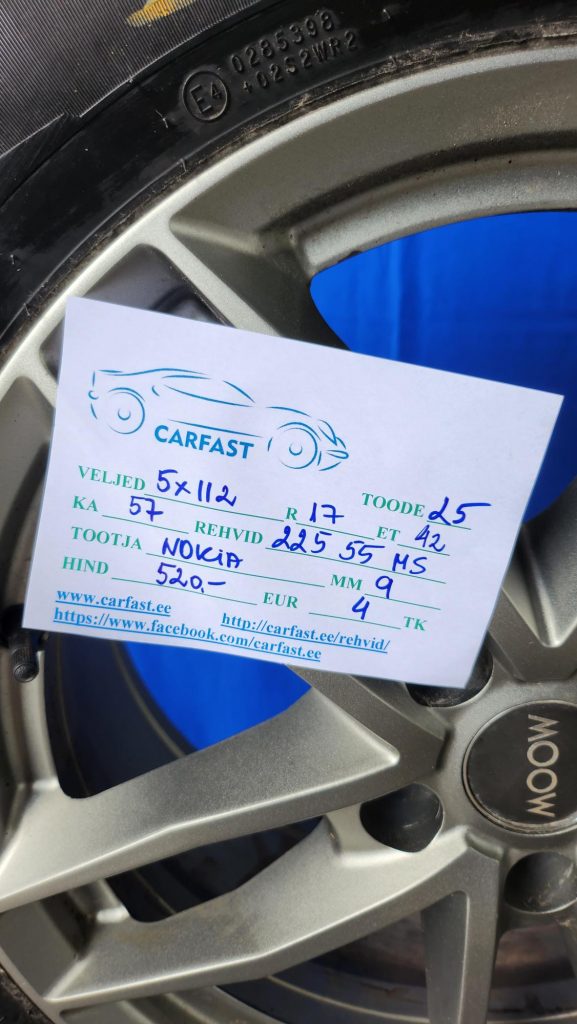 E4 0285398
+02S2WR2
CARFAST
VELJED 5x112 R 17 TOODE 25
KA 57 REHVID 225 55 MS ET 42
TOOTJA NOKIA MM 9
HIND 520.- EUR 4 TK
www.carfast.ee http://carfast.ee/rehvid/
https://www.facebook.com/carfast.ee
WOOM